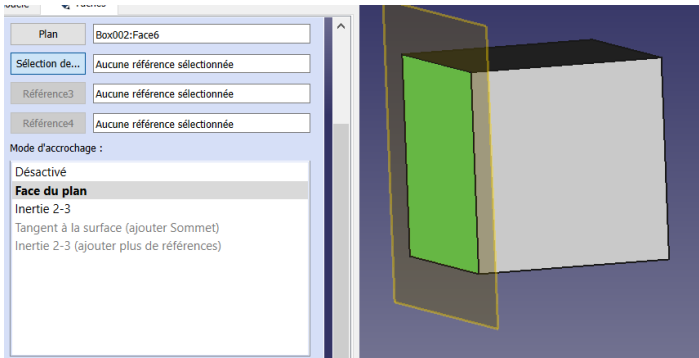 Tâches
Plan
Box002:Face6
Sélection de...
Aucune référence sélectionnée
Référence3
Aucune référence sélectionnée
Référence4
Aucune référence sélectionnée
Mode d'accrochage :
Désactivé
Face du plan
Inertie 2-3
Tangent à la surface (ajouter Sommet)
Inertie 2-3 (ajouter plus de références)